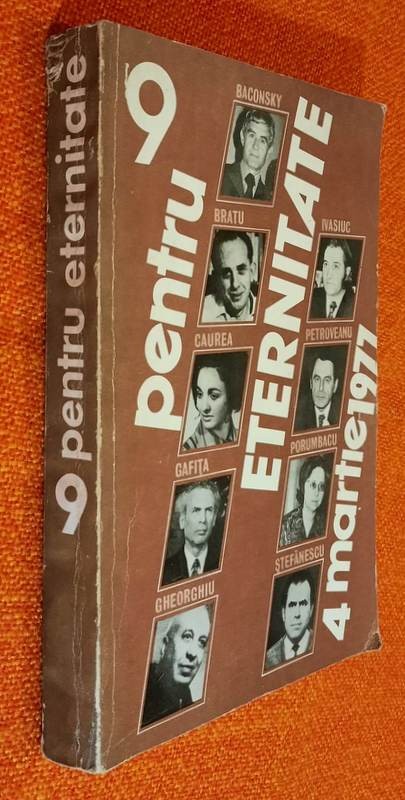 9 pentru eternitate
9
pentru
ETERNITATE
4 martie 1977
BACONSKY
BRATU
CAUREA
GAFIȚA
GHEORGHIU
IVASIUC
PETROVEANU
PORUMBACU
ȘTEFĂNESCU